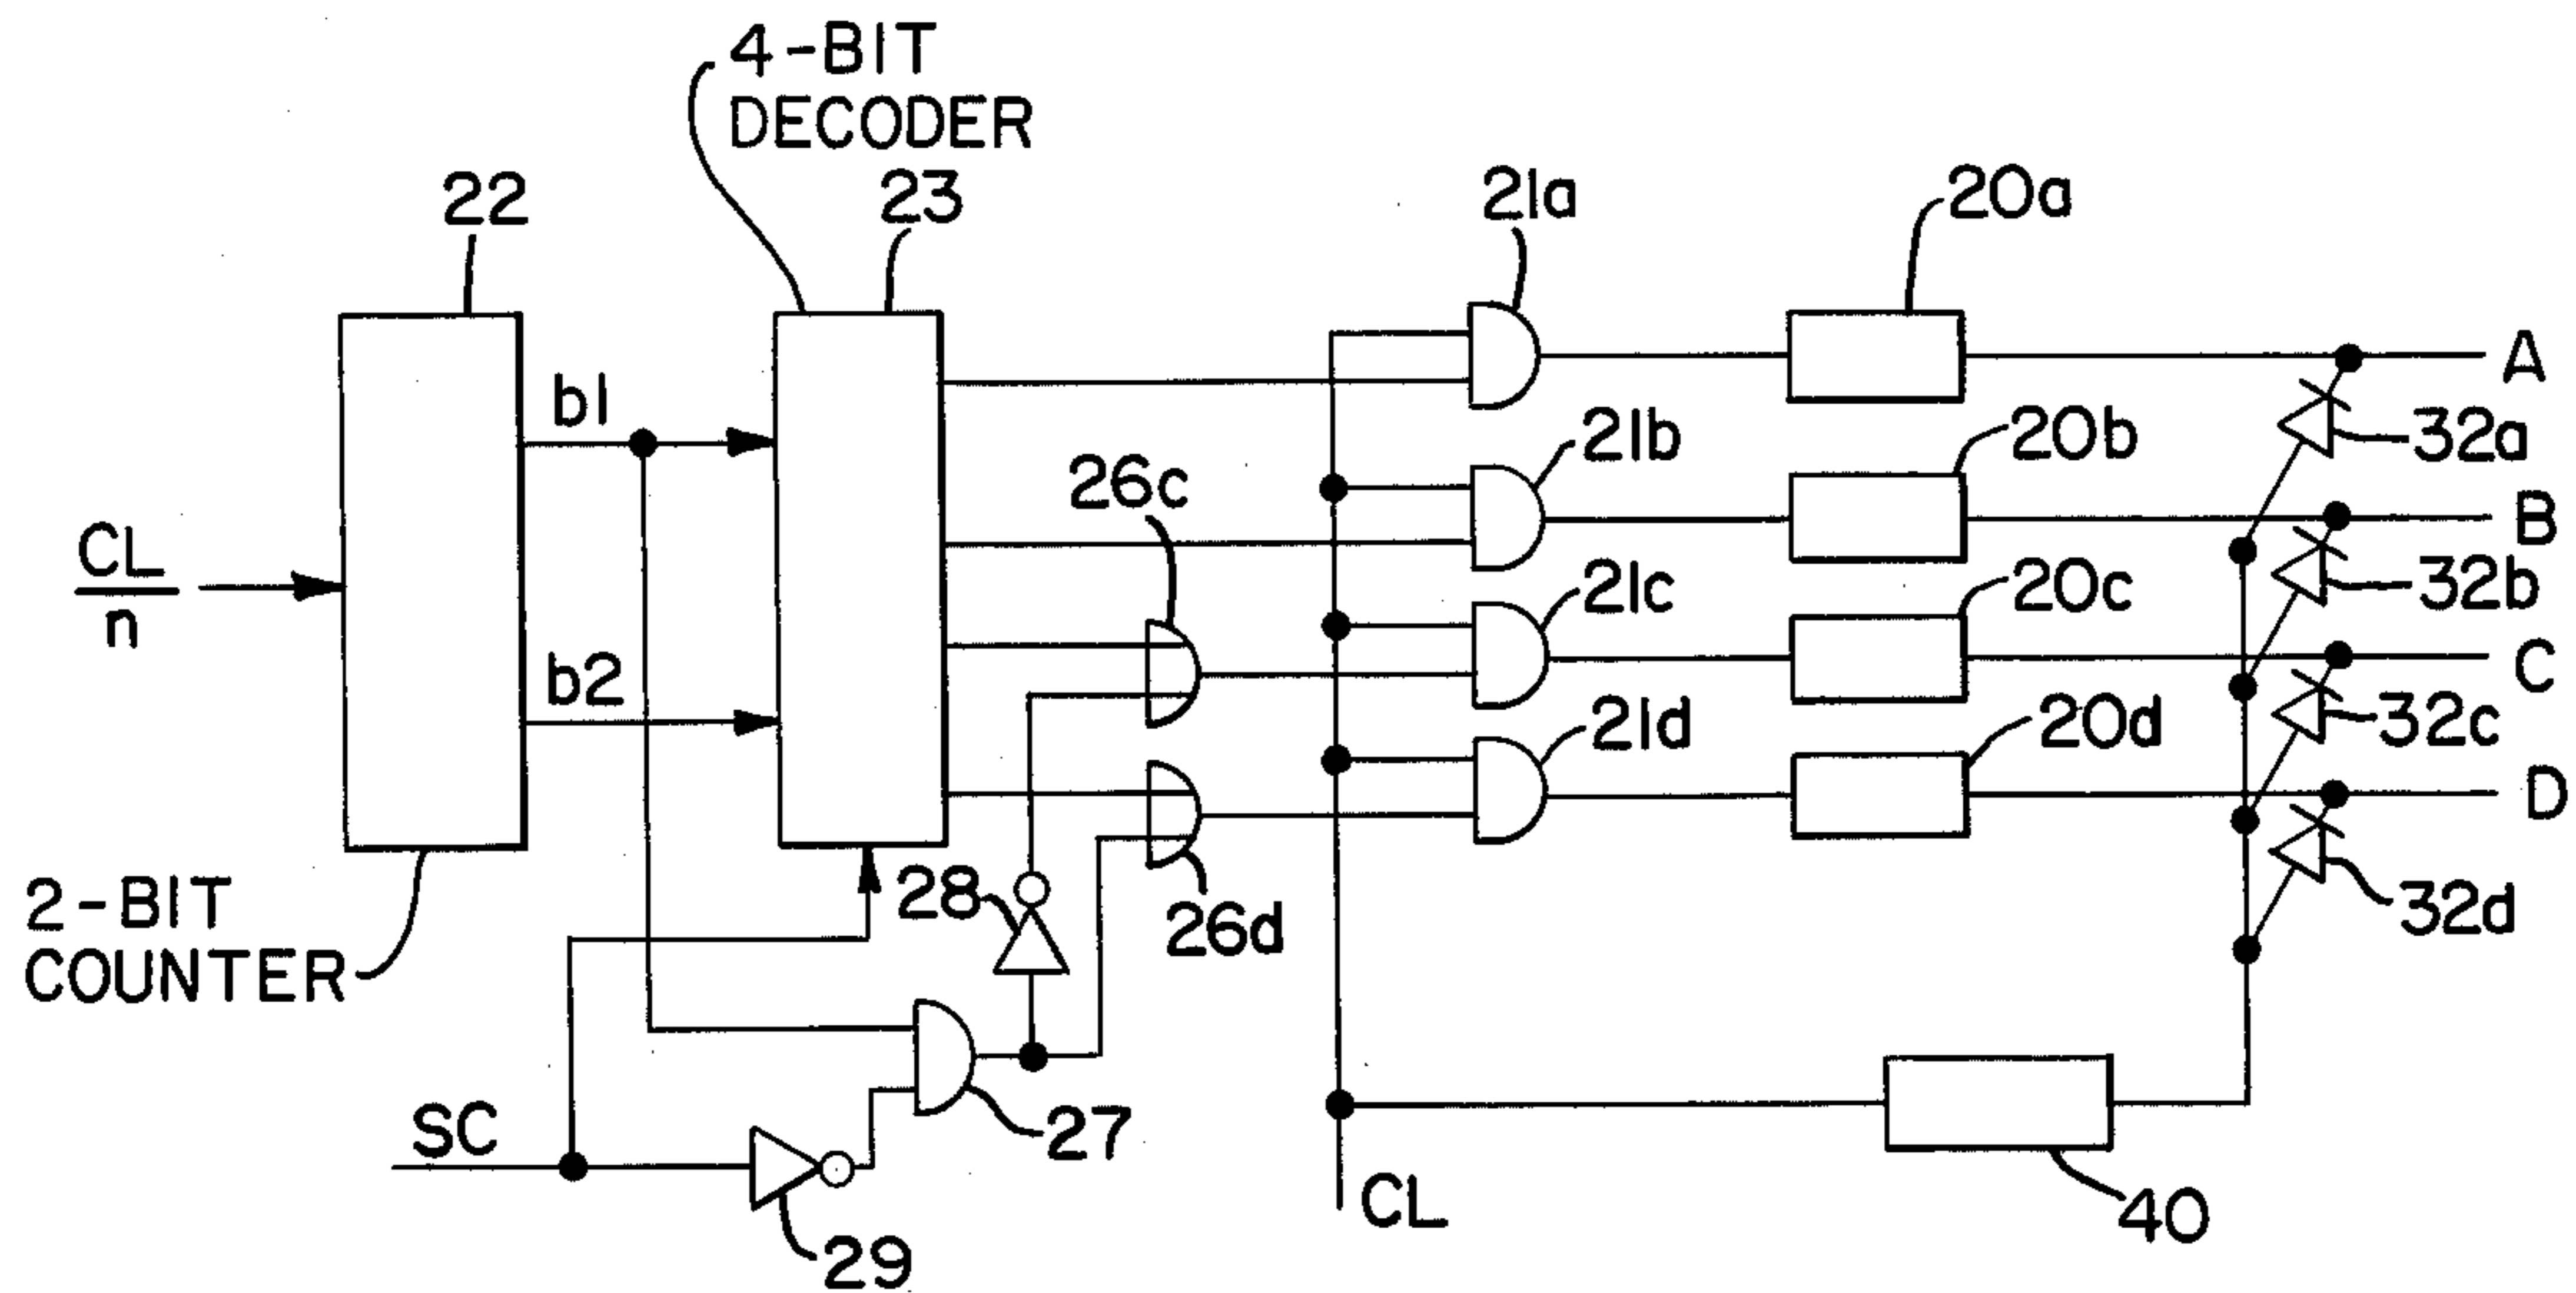 4-BIT
DECODER
22
23
21a
20a
A
b1
21b
20b
32a
26c
B
CL
n
21c
20c
32b
b2
C
21d
20d
32c
D
2-BIT
COUNTER
28
26d
32d
SC
27
CL
40
29